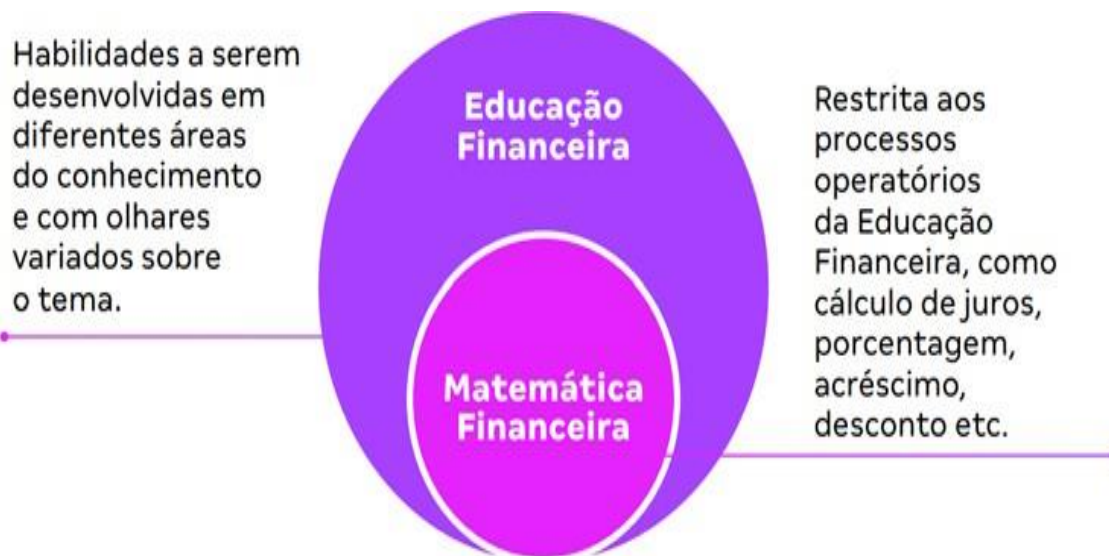 Habilidades a serem
desenvolvidas em
diferentes áreas
do conhecimento
e com olhares
variados sobre
o tema.
Educação
Financeira
Matemática
Financeira
Restrita aos
processos
operatórios
da Educação
Financeira, como
cálculo de juros,
porcentagem,
acréscimo,
desconto etc.